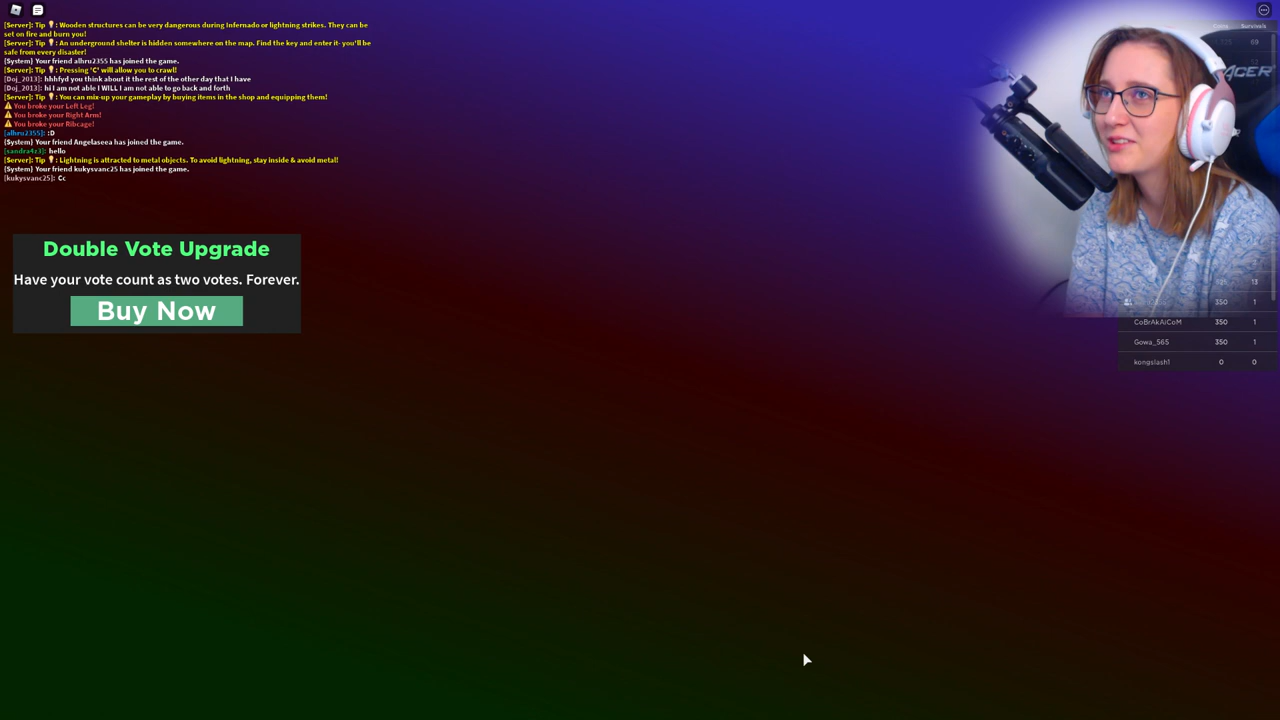 [Server]: Tip 💡: Wooden structures can be very dangerous during Infernado or lightning strikes. They can be
set on fire and burn you!
[Server]: Tip 💡: An underground shelter is hidden somewhere on the map. Find the key and enter it- you'll be
safe from every disaster!
{System} Your friend alhru2355 has joined the game.
[Server]: Tip 💡: Pressing 'C' will allow you to crawl!
[Doj_2013]: hhhfyd you think about it the rest of the other day that I have
[Doj_2013]: hi I am not able I WILL I am not able to go back and forth
[Server]: Tip 💡: You can mix-up your gameplay by buying items in the shop and equipping them!
⚠️ You broke your Left Leg!
⚠️ You broke your Right Arm!
⚠️ You broke your Ribcage!
[alhru2355]: :D
{System} Your friend Angelaseea has joined the game.
[sandra4z3]: hello
[Server]: Tip 💡: Lightning is attracted to metal objects. To avoid lightning, stay inside & avoid metal!
{System} Your friend kukysvanc25 has joined the game.
[kukysvanc25]: Cc
Double Vote Upgrade
Have your vote count as two votes. Forever.
Buy Now
Survivals
69
ACER
13
350 1
CoBrAkAiCoM 350 1
Gowa_565 350 1
kongslash1 0 0